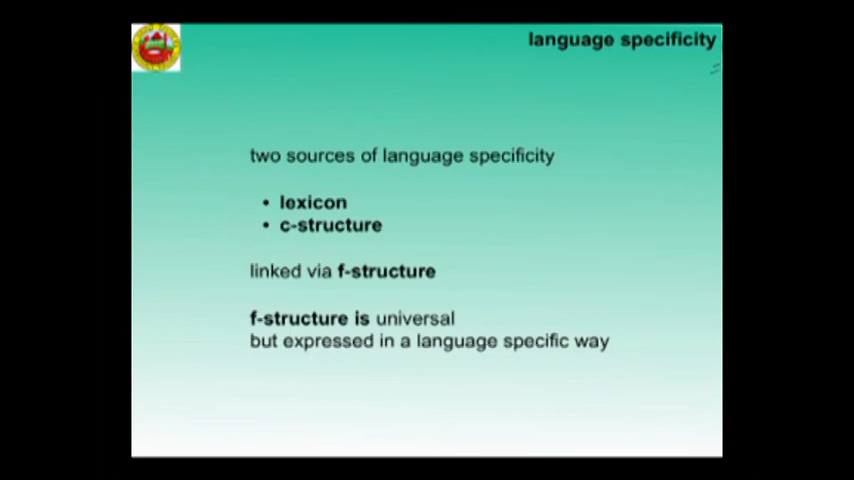 language specificity
two sources of language specificity
• lexicon
• c-structure
linked via f-structure
f-structure is universal
but expressed in a language specific way